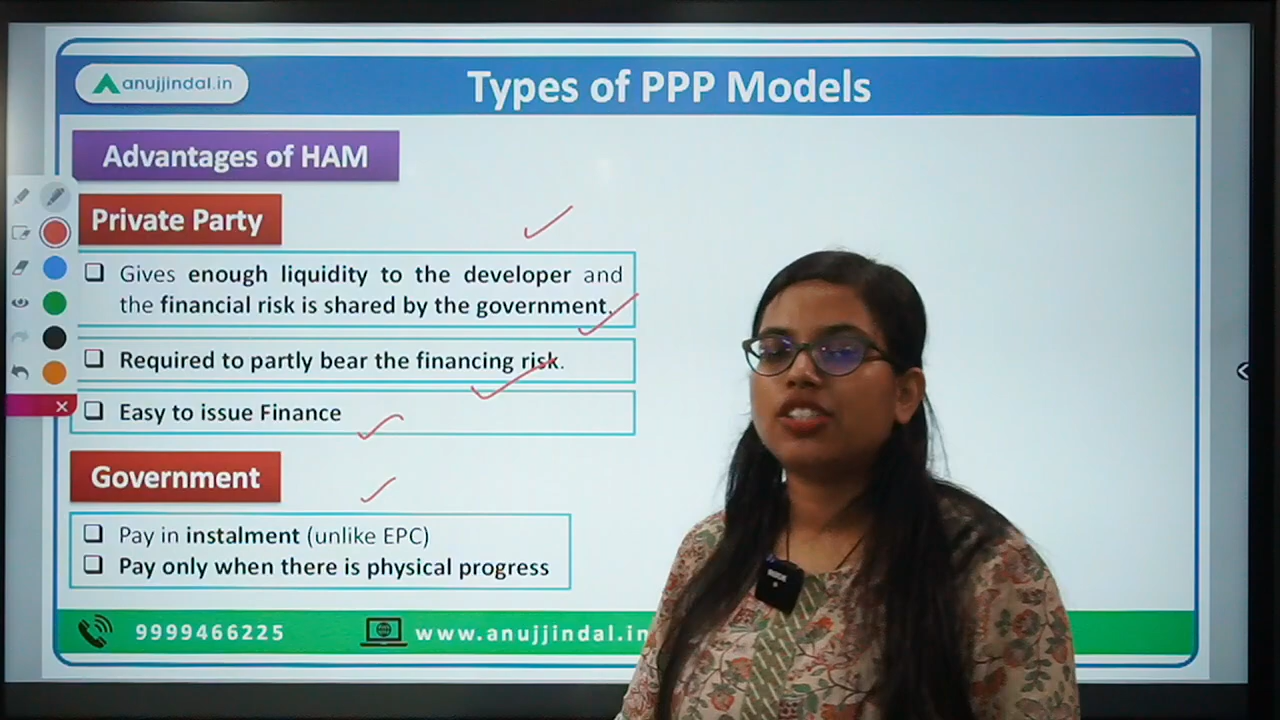 anujjindal.in
Types of PPP Models
Advantages of HAM
Private Party
❑ Gives enough liquidity to the developer and
the financial risk is shared by the government.
❑ Required to partly bear the financing risk.
❑ Easy to issue Finance
Government
❑ Pay in instalment (unlike EPC)
❑ Pay only when there is physical progress
9999466225
www.anujjindal.in